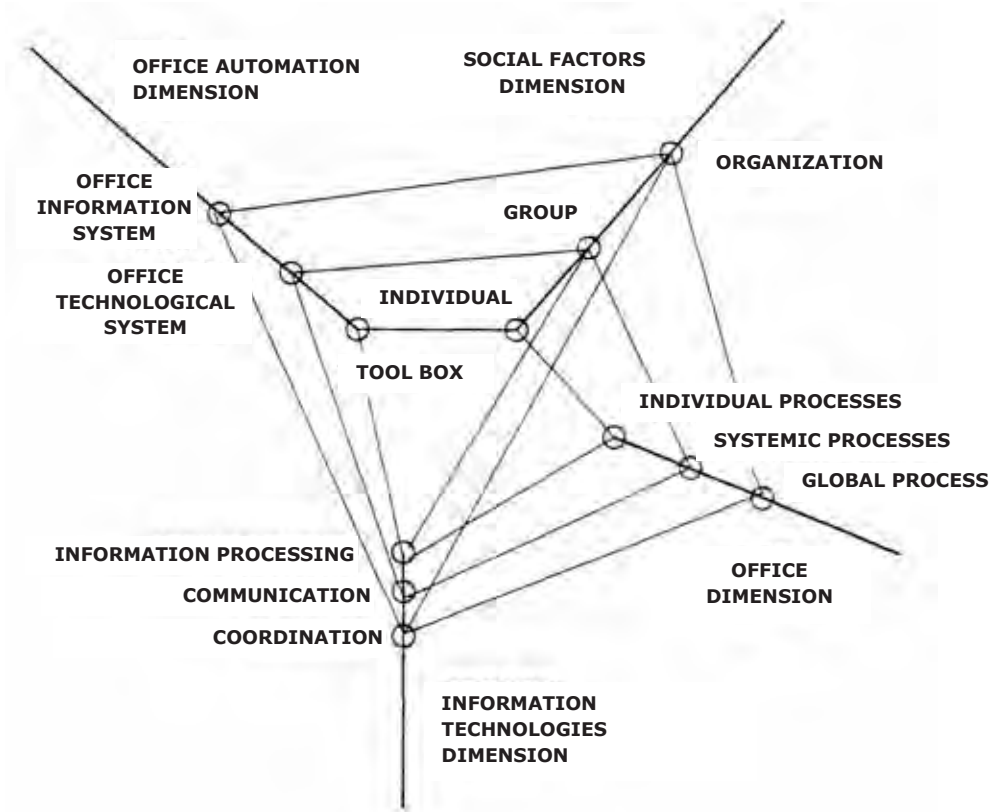 OFFICE AUTOMATION
DIMENSION
SOCIAL FACTORS
DIMENSION
ORGANIZATION
OFFICE
INFORMATION
SYSTEM
GROUP
OFFICE
TECHNOLOGICAL
SYSTEM
INDIVIDUAL
TOOL BOX
INDIVIDUAL PROCESSES
SYSTEMIC PROCESSES
GLOBAL PROCESS
INFORMATION PROCESSING
COMMUNICATION
COORDINATION
OFFICE
DIMENSION
INFORMATION
TECHNOLOGIES
DIMENSION